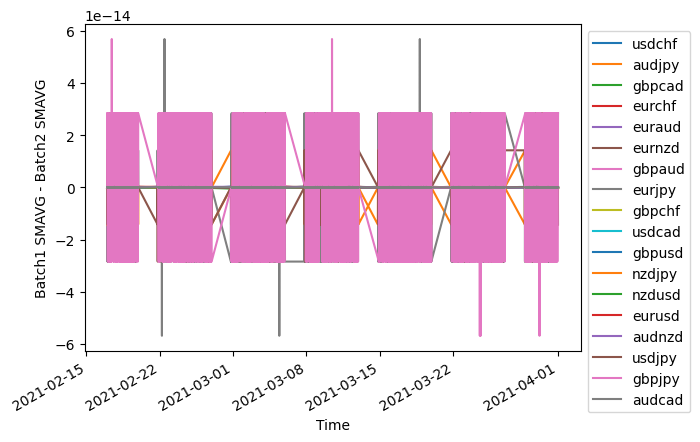 1e−14
6
4
2
0
−2
−4
−6
Batch1 SMAVG - Batch2 SMAVG
2021-02-15
2021-02-22
2021-03-01
2021-03-08
2021-03-15
2021-03-22
2021-04-01
Time
usdchf
audjpy
gbpcad
eurchf
euraud
eurnzd
gbpaud
eurjpy
gbpchf
usdcad
gbpusd
nzdjpy
nzdusd
eurusd
audnzd
usdjpy
gbpjpy
audcad